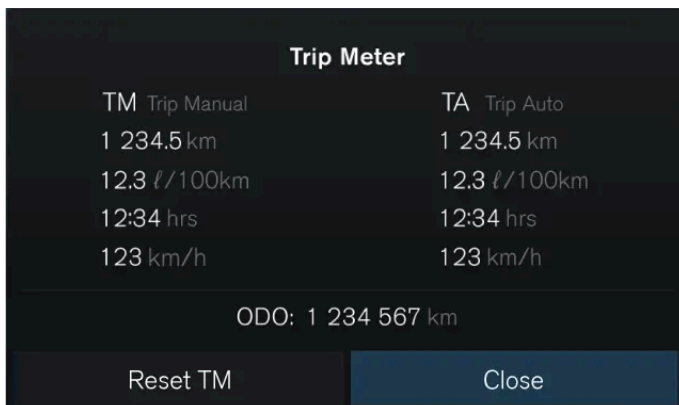 Trip Meter
TM Trip Manual
1 234.5 km
12.3 ℓ/100km
12:34 hrs
123 km/h
TA Trip Auto
1 234.5 km
12.3 ℓ/100km
12:34 hrs
123 km/h
ODO: 1 234 567 km
Reset TM
Close